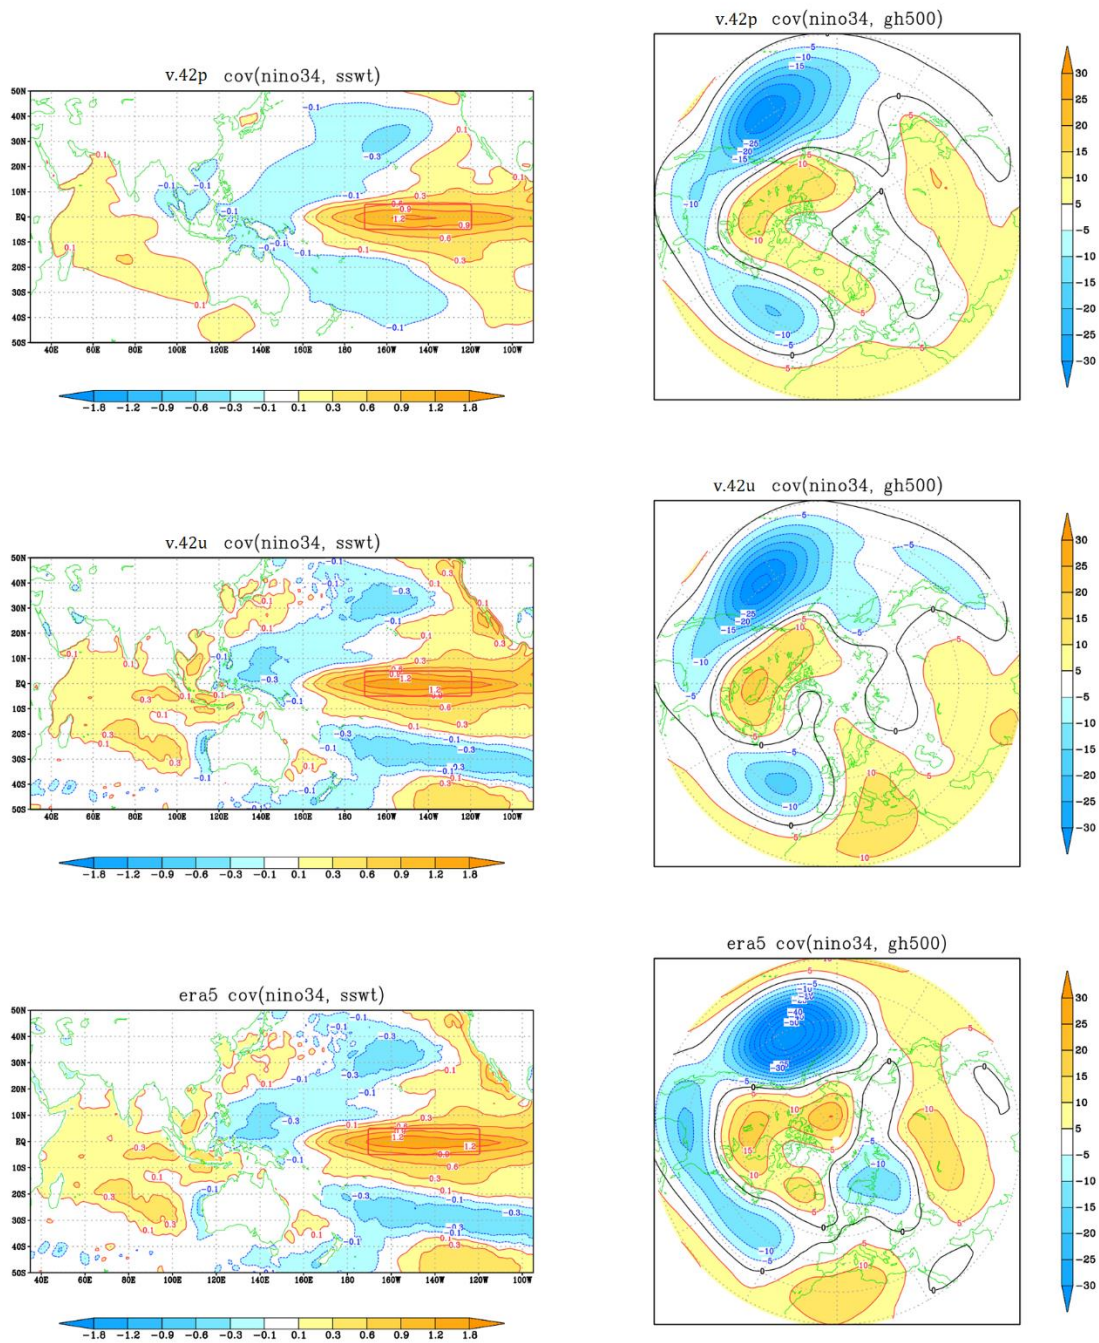 v.42p cov(nino34, sswt)
50N
40N
30N
20N
10N
EQ
10S
20S
30S
40S
50S
40E 60E 80E 100E 120E 140E 160E 180 160W 140W 120W 100W
-1.8 -1.2 -0.9 -0.6 -0.3 -0.1 0.1 0.3 0.6 0.9 1.2 1.8
v.42p cov(nino34, gh500)
30
25
20
15
10
5
-5
-10
-15
-20
-25
-30
v.42u cov(nino34, sswt)
50N
40N
30N
20N
10N
EQ
10S
20S
30S
40S
50S
40E 60E 80E 100E 120E 140E 160E 180 160W 140W 120W 100W
-1.8 -1.2 -0.9 -0.6 -0.3 -0.1 0.1 0.3 0.6 0.9 1.2 1.8
v.42u cov(nino34, gh500)
30
25
20
15
10
5
-5
-10
-15
-20
-25
-30
era5 cov(nino34, sswt)
50N
40N
30N
20N
10N
EQ
10S
20S
30S
40S
50S
40E 60E 80E 100E 120E 140E 160E 180 160W 140W 120W 100W
-1.8 -1.2 -0.9 -0.6 -0.3 -0.1 0.1 0.3 0.6 0.9 1.2 1.8
era5 cov(nino34, gh500)
30
25
20
15
10
5
-5
-10
-15
-20
-25
-30